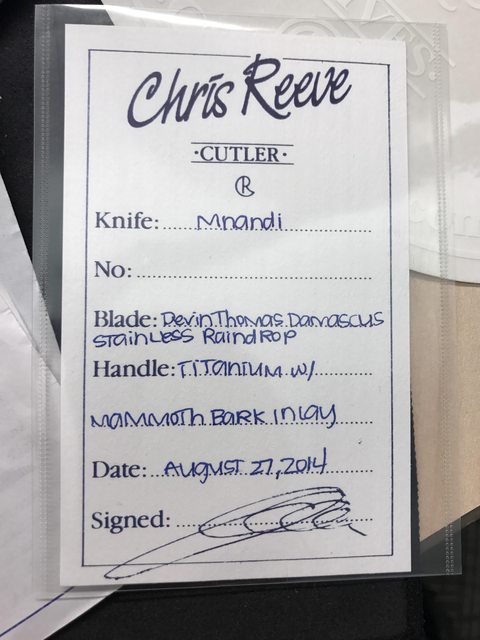 Chris Reeve
·CUTLER·
R
Knife: Mnandi
No:
Blade: Devin Thomas Damascus
Stainless Raindrop
Handle: Titanium w/
Mammoth Bark inlay
Date: August 27, 2014
Signed: